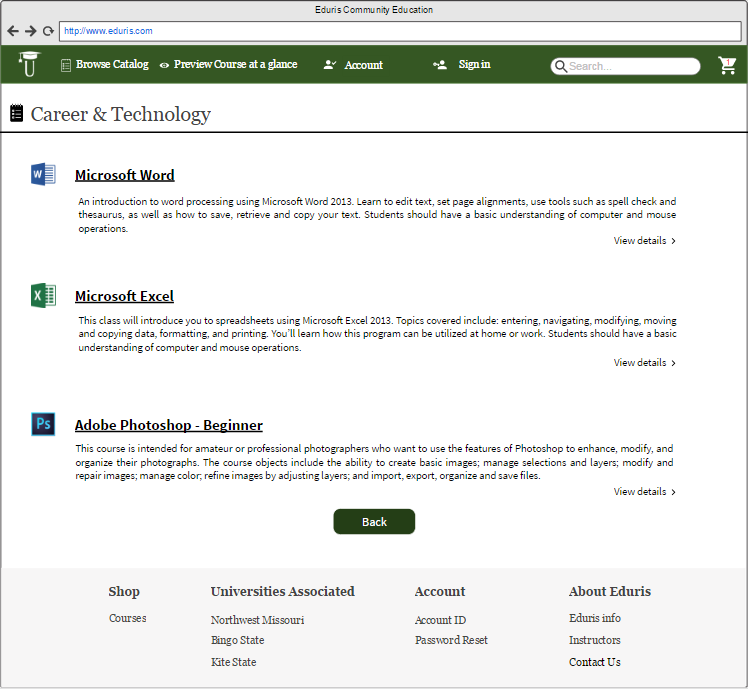 Eduris Community Education
http://www.eduris.com
Browse Catalog Preview Course at a glance Account Sign in Search... 1
Career & Technology
W Microsoft Word
An introduction to word processing using Microsoft Word 2013. Learn to edit text, set page alignments, use tools such as spell check and
thesaurus, as well as how to save, retrieve and copy your text. Students should have a basic understanding of computer and mouse
operations.
View details >
X Microsoft Excel
This class will introduce you to spreadsheets using Microsoft Excel 2013. Topics covered include: entering, navigating, modifying, moving
and copying data, formatting, and printing. You'll learn how this program can be utilized at home or work. Students should have a basic
understanding of computer and mouse operations.
View details >
Ps Adobe Photoshop - Beginner
This course is intended for amateur or professional photographers who want to use the features of Photoshop to enhance, modify, and
organize their photographs. The course objects include the ability to create basic images; manage selections and layers; modify and
repair images; manage color; refine images by adjusting layers; and import, export, organize and save files.
View details >
Back
Shop Universities Associated Account About Eduris
Courses Northwest Missouri Account ID Eduris info
Bingo State Password Reset Instructors
Kite State Contact Us